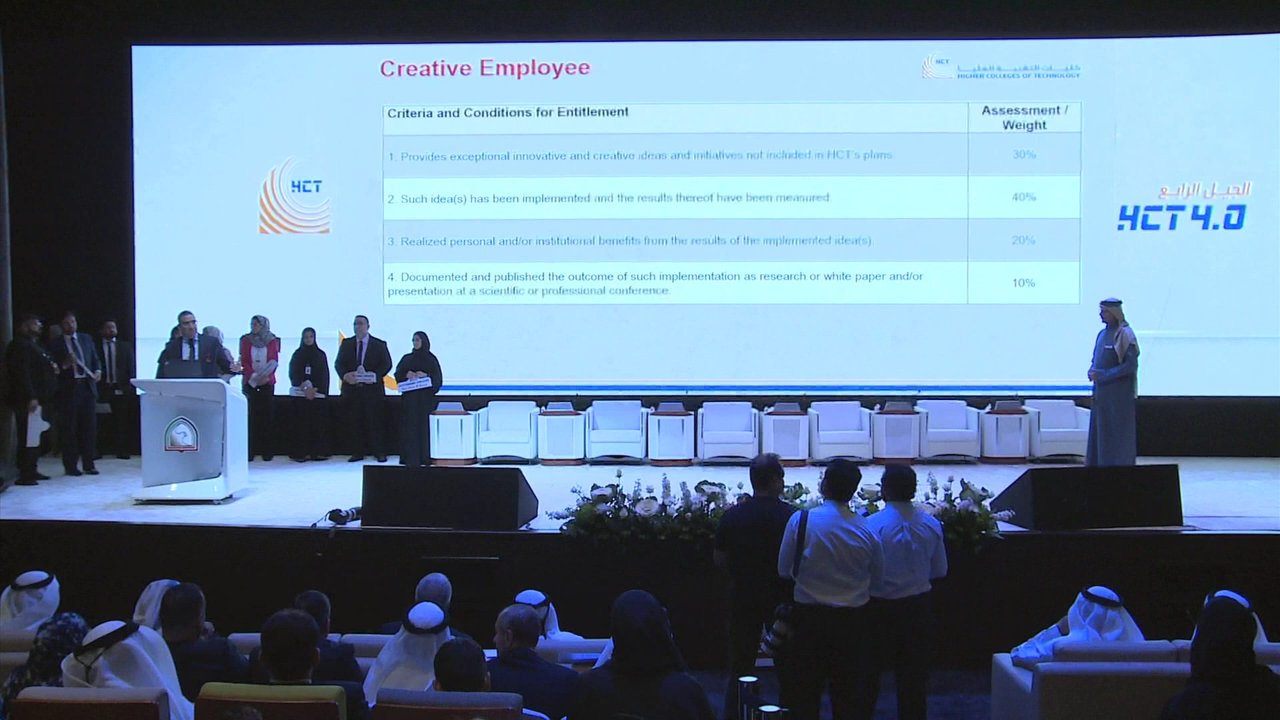 Creative Employee
HCT
كليات التقنية العليا
HIGHER COLLEGES OF TECHNOLOGY
Criteria and Conditions for Entitlement
Assessment /
Weight
1. Provides exceptional innovative and creative ideas and initiatives not included in HCT's plans.
30%
2. Such idea(s) has been implemented and the results thereof have been measured.
40%
3. Realized personal and/or institutional benefits from the results of the implemented idea(s).
20%
4. Documented and published the outcome of such implementation as research or white paper and/or
presentation at a scientific or professional conference.
10%
HCT
الجيل الرابع
HCT 4.0